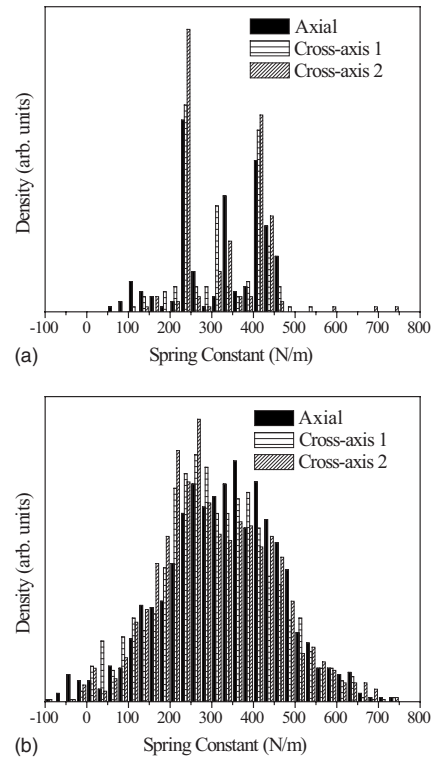 Axial
Cross-axis 1
Cross-axis 2
Density (arb. units)
-100 0 100 200 300 400 500 600 700 800
(a) Spring Constant (N/m)
Axial
Cross-axis 1
Cross-axis 2
Density (arb. units)
-100 0 100 200 300 400 500 600 700 800
(b) Spring Constant (N/m)